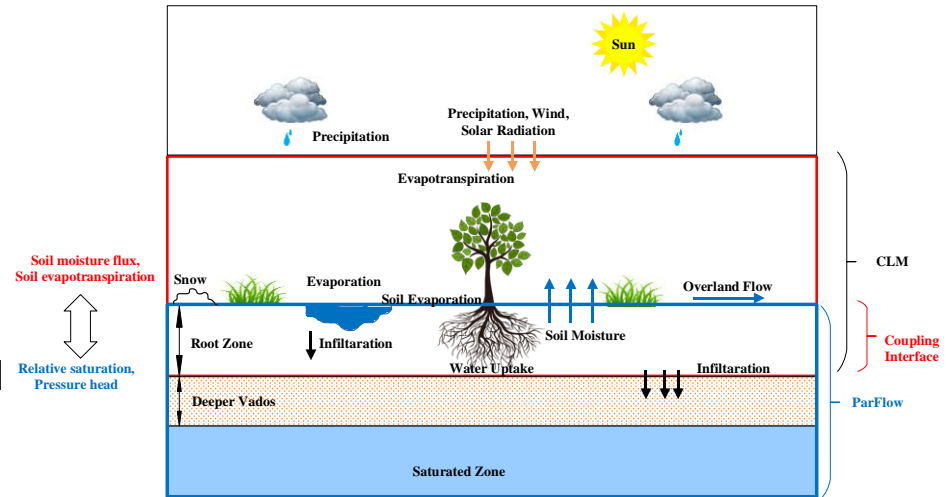 Sun
Precipitation, Wind,
Solar Radiation
Precipitation
Evapotranspiration
Soil moisture flux,
Soil evapotranspiration
CLM
Snow
Evaporation
Soil Evaporation
Overland Flow
Root Zone
Infiltaration
Soil Moisture
Coupling
Interface
Relative saturation,
Pressure head
Water Uptake
Infiltaration
Deeper Vados
ParFlow
Saturated Zone